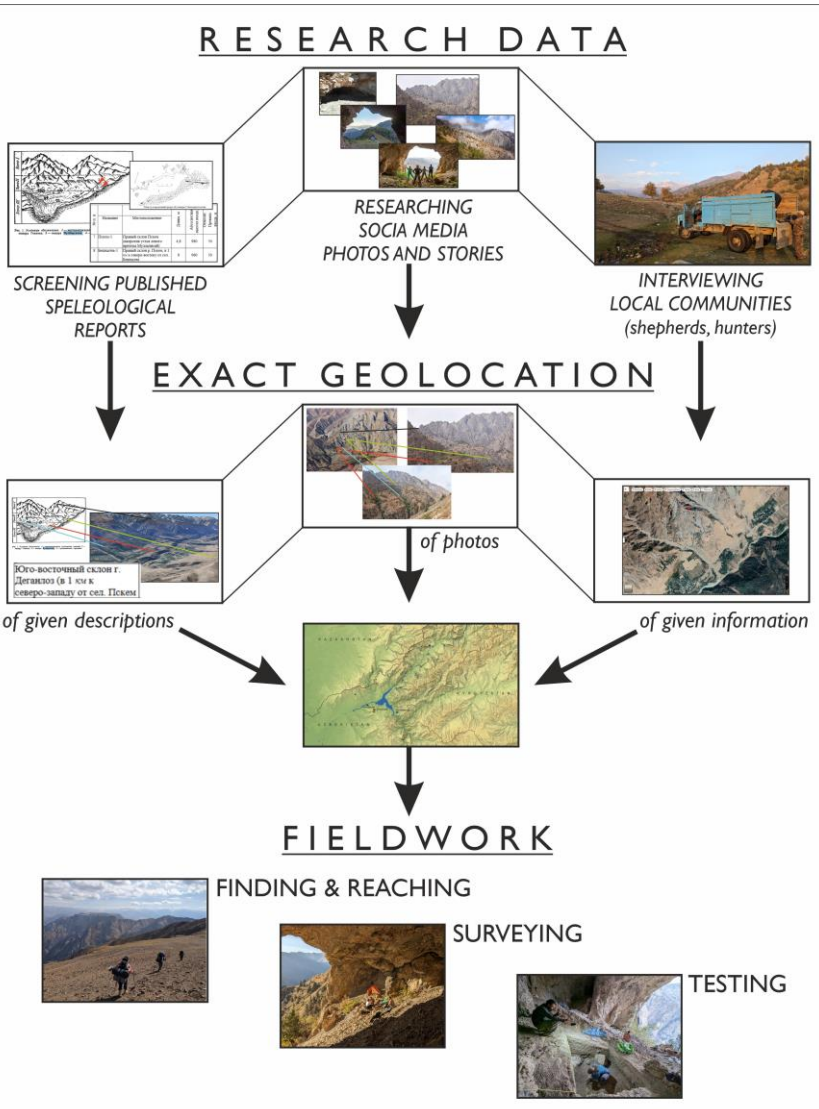 RESEARCH DATA
RESEARCHING
SOCIA MEDIA
PHOTOS AND STORIES
SCREENING PUBLISHED
SPELEOLOGICAL
REPORTS
INTERVIEWING
LOCAL COMMUNITIES
(shepherds, hunters)
EXACT GEOLOCATION
of photos
Юго-восточный склон г.
Деганлоз (в 1 км к
северо-западу от сел. Пскем
of given descriptions
of given information
FIELDWORK
FINDING & REACHING
SURVEYING
TESTING